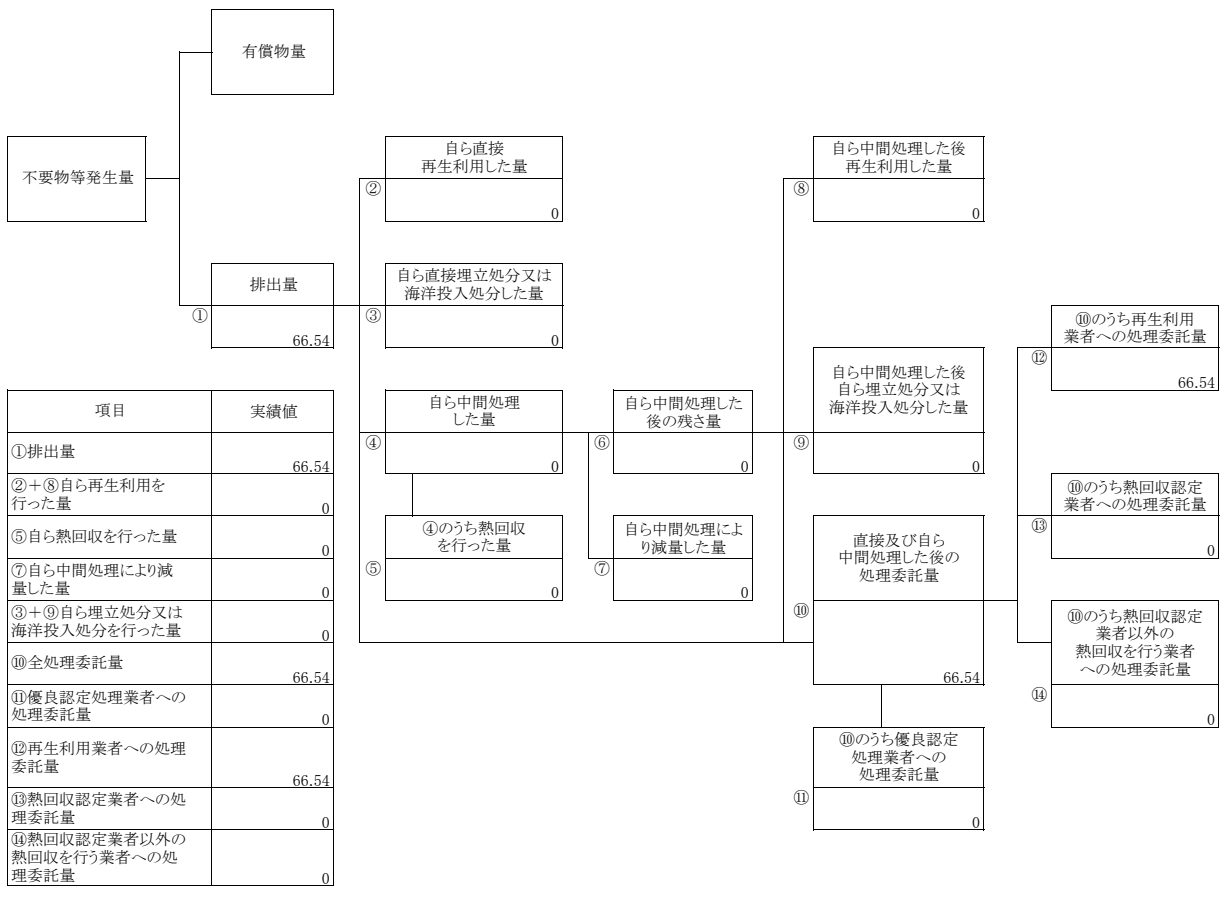 有償物量
不要物等発生量
排出量
①
66.54
自ら直接
再生利用した量
②
0
自ら直接埋立処分又は
海洋投入処分した量
③
0
自ら中間処理
した量
④
0
④のうち熱回収
を行った量
⑤
0
自ら中間処理した
後の残さ量
⑥
0
自ら中間処理によ
り減量した量
⑦
0
自ら中間処理した後
再生利用した量
⑧
0
自ら中間処理した後
自ら埋立処分又は
海洋投入処分した量
⑨
0
直接及び自ら
中間処理した後の
処理委託量
⑩
66.54
⑩のうち優良認定
処理業者への
処理委託量
⑪
0
⑩のうち再生利用
業者への処理委託量
⑫
66.54
⑩のうち熱回収認定
業者への処理委託量
⑬
0
⑩のうち熱回収認定
業者以外の
熱回収を行う業者
への処理委託量
⑭
0
項目 実績値
①排出量
66.54
②+⑧自ら再生利用を
行った量
0
⑤自ら熱回収を行った量
0
⑦自ら中間処理により減
量した量
0
③+⑨自ら埋立処分又は
海洋投入処分を行った量
0
⑩全処理委託量
66.54
⑪優良認定処理業者への
処理委託量
0
⑫再生利用業者への処理
委託量
66.54
⑬熱回収認定業者への処
理委託量
0
⑭熱回収認定業者以外の
熱回収を行う業者への処
理委託量
0